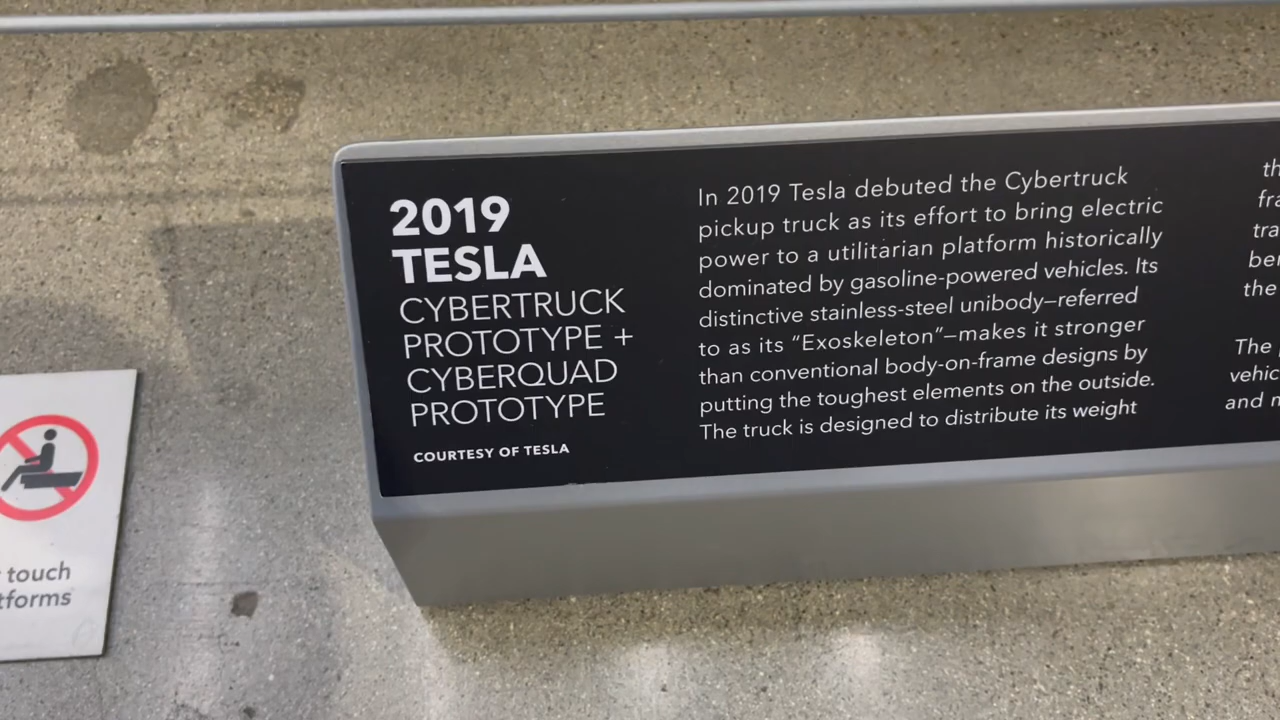 2019
TESLA
CYBERTRUCK
PROTOTYPE +
CYBERQUAD
PROTOTYPE
COURTESY OF TESLA
In 2019 Tesla debuted the Cybertruck
pickup truck as its effort to bring electric
power to a utilitarian platform historically
dominated by gasoline-powered vehicles. Its
distinctive stainless-steel unibody—referred
to as its “Exoskeleton”—makes it stronger
than conventional body-on-frame designs by
putting the toughest elements on the outside.
The truck is designed to distribute its weight
the
The
and
touch